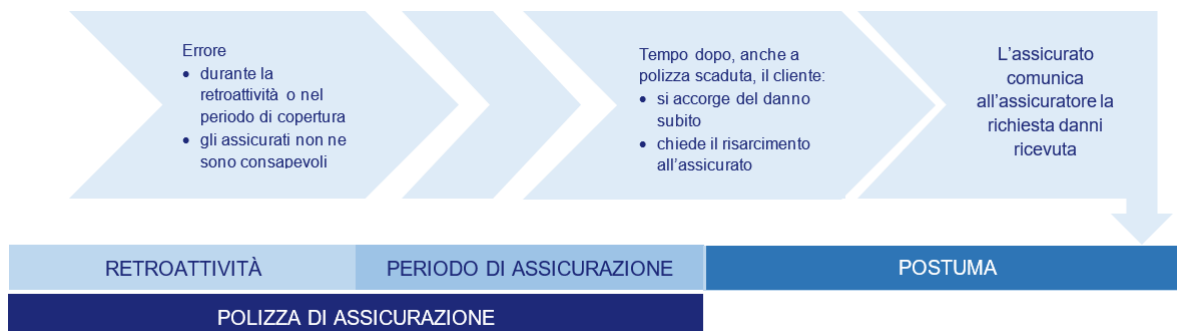 Errore
• durante la
retroattività o nel
periodo di copertura
• gli assicurati non ne
sono consapevoli
Tempo dopo, anche a
polizza scaduta, il cliente:
• si accorge del danno
subito
• chiede il risarcimento
all'assicurato
L'assicurato
comunica
all'assicuratore la
richiesta danni
ricevuta
RETROATTIVITÀ
PERIODO DI ASSICURAZIONE
POSTUMA
POLIZZA DI ASSICURAZIONE